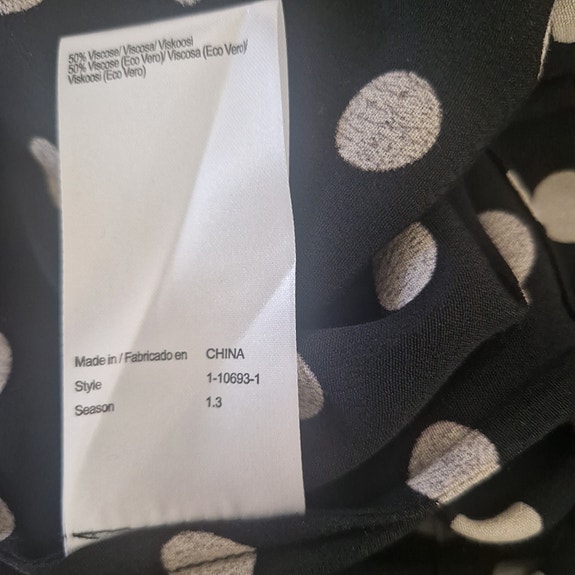 50% Viscose/ Viscosa/ Viskoosi
50% Viscose (Eco Vero)/ Viscosa (Eco Vero)/
Viskoosi (Eco Vero)
Made in / Fabricado en CHINA
Style 1-10693-1
Season 1.3